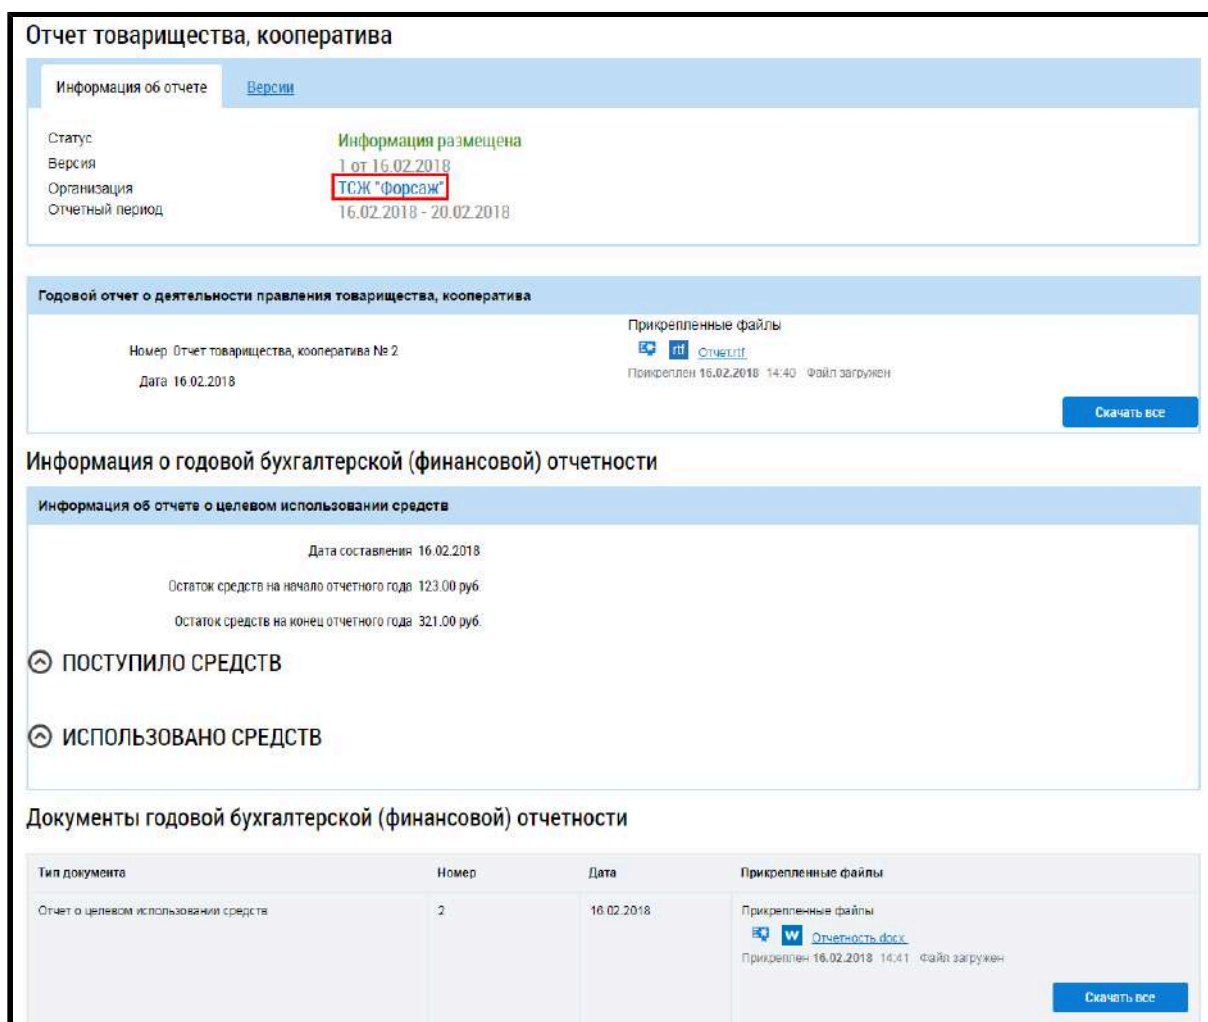 Отчет товарищества, кооператива
Информация об отчете Версии
Статус Информация размещена
Версия 1 от 16.02.2018
Организация ТСЖ "Форсаж"
Отчетный период 16.02.2018 - 20.02.2018
Годовой отчет о деятельности правления товарищества, кооператива
Прикрепленные файлы
Номер Отчет товарищества, кооператива № 2
rtf Отчет.rtf
Прикреплен 16.02.2018 14:40 Файл загружен
Дата 16.02.2018
Скачать все
Информация о годовой бухгалтерской (финансовой) отчетности
Информация об отчете о целевом использовании средств
Дата составления 16.02.2018
Остаток средств на начало отчетного года 123.00 руб.
Остаток средств на конец отчетного года 321.00 руб.
ПОСТУПИЛО СРЕДСТВ
ИСПОЛЬЗОВАНО СРЕДСТВ
Документы годовой бухгалтерской (финансовой) отчетности
Тип документа Номер Дата Прикрепленные файлы
Отчет о целевом использовании средств 2 16.02.2018 Прикрепленные файлы
W Отчетность.docx
Прикреплен 16.02.2018 14:41 Файл загружен
Скачать все